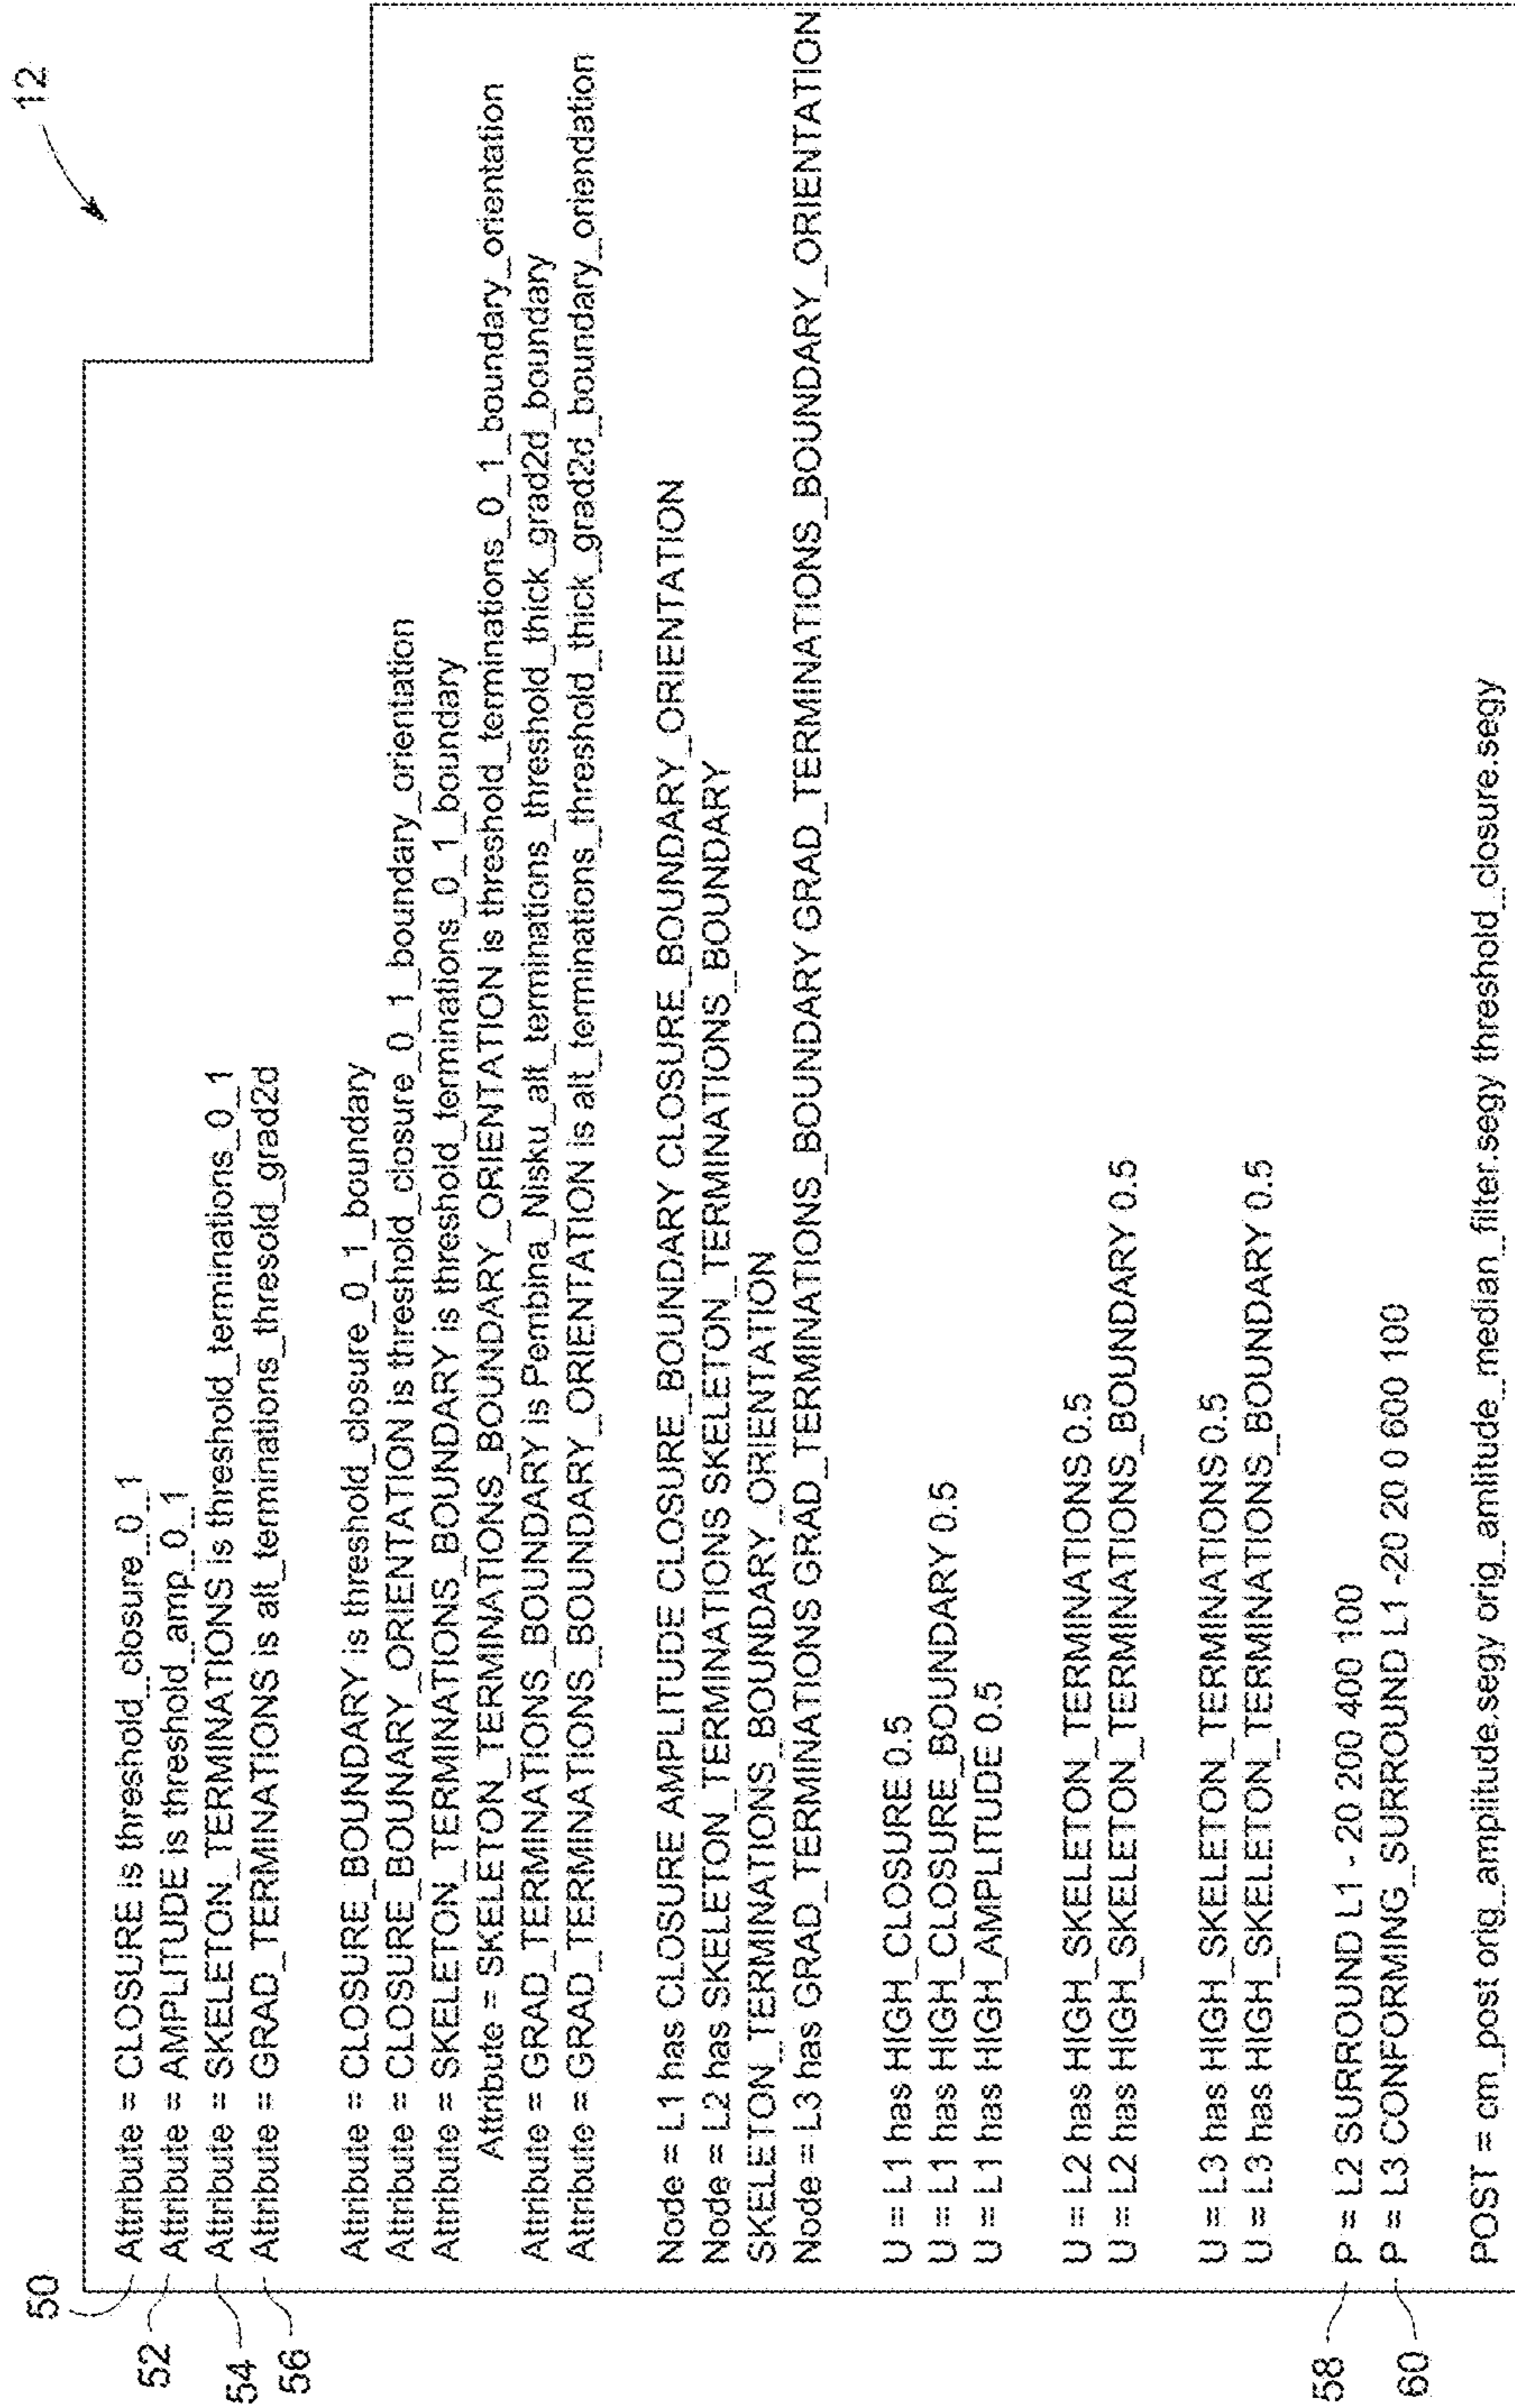 12
50 Attribute = CLOSURE is threshold_closure_0_1
52 Attribute = AMPLITUDE is threshold_amp_0_1
54 Attribute = SKELETON_TERMINATIONS is threshold_terminations_0_1
56 Attribute = GRAD_TERMINATIONS is alt_terminations_thresold_grad2d
Attribute = CLOSURE_BOUNDARY is threshold_closure_0_1_boundary
Attribute = CLOSURE_BOUNARY_ORIENTATION is threshold_closure_0_1_boundary_orientation
Attribute = SKELETON_TERMINATIONS_BOUNDARY is threshold_terminations_0_1_boundary
Attribute = SKELETON_TERMINATIONS_BOUNDARY_ORIENTATION is threshold_terminations_0_1_boundary_orientation
Attribute = GRAD_TERMINATIONS_BOUNDARY is Pembina_Nisku_alt_terminations_threshold_thick_grad2d_boundary
Attribute = GRAD_TERMINATIONS_BOUNDARY_ORIENTATION is alt_terminations_threshold_thick_grad2d_boundary_oriendation
Node = L1 has CLOSURE AMPLITUDE CLOSURE_BOUNDARY CLOSURE_BOUNDARY_ORIENTATION
Node = L2 has SKELETON_TERMINATIONS SKELETON_TERMINATIONS_BOUNDARY
SKELETON_TERMINATIONS_BOUNDARY_ORIENTATION
Node = L3 has GRAD_TERMINATIONS GRAD_TERMINATIONS_BOUNDARY GRAD_TERMINATIONS_BOUNDARY_ORIENTATION
U = L1 has HIGH_CLOSURE 0.5
U = L1 has HIGH_CLOSURE_BOUNDARY 0.5
U = L1 has HIGH_AMPLITUDE 0.5
U = L2 has HIGH_SKELETON_TERMINATIONS 0.5
U = L2 has HIGH_SKELETON_TERMINATIONS_BOUNDARY 0.5
U = L3 has HIGH_SKELETON_TERMINATIONS 0.5
U = L3 has HIGH_SKELETON_TERMINATIONS_BOUNDARY 0.5
58 P = L2 SURROUND L1 - 20 200 400 100
60 P = L3 CONFORMING_SURROUND L1 -20 20 0 600 100
POST = cm_post orig_amplitude.segy orig_amlitude_median_filter.segy threshold_closure.segy